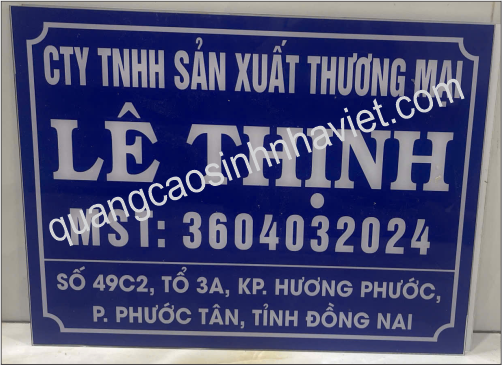 CTY TNHH SẢN XUẤT THƯƠNG MẠI
LÊ THỊNH
quangcaosinhnhaviet.com
MST: 3604032024
SỐ 49C2, TỔ 3A, KP. HƯƠNG PHƯỚC,
P. PHƯỚC TÂN, TỈNH ĐỒNG NAI